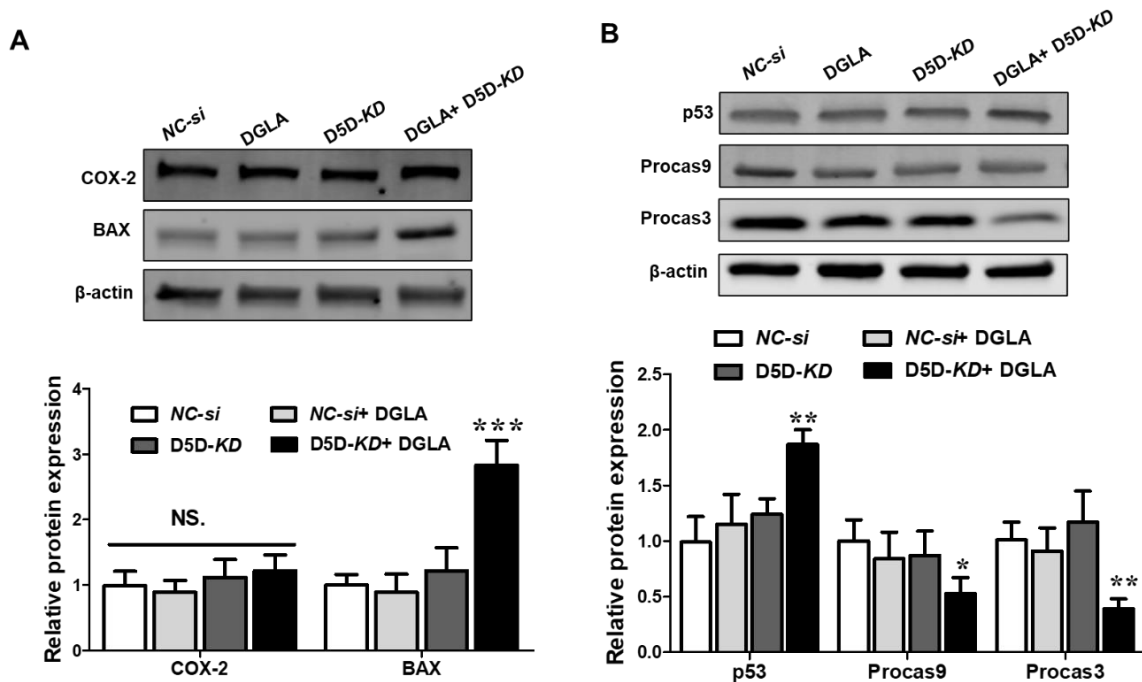 A
NC-si
DGLA
D5D-KD
DGLA+ D5D-KD
COX-2
BAX
β-actin
4
3
2
1
0
Relative protein expression
NC-si
NC-si+ DGLA
D5D-KD
D5D-KD+ DGLA
NS.
***
COX-2
BAX
B
NC-si
DGLA
D5D-KD
DGLA+ D5D-KD
p53
Procas9
Procas3
β-actin
NC-si
NC-si+ DGLA
D5D-KD
D5D-KD+ DGLA
2.5
2.0
1.5
1.0
0.5
0.0
Relative protein expression
**
*
**
p53
Procas9
Procas3